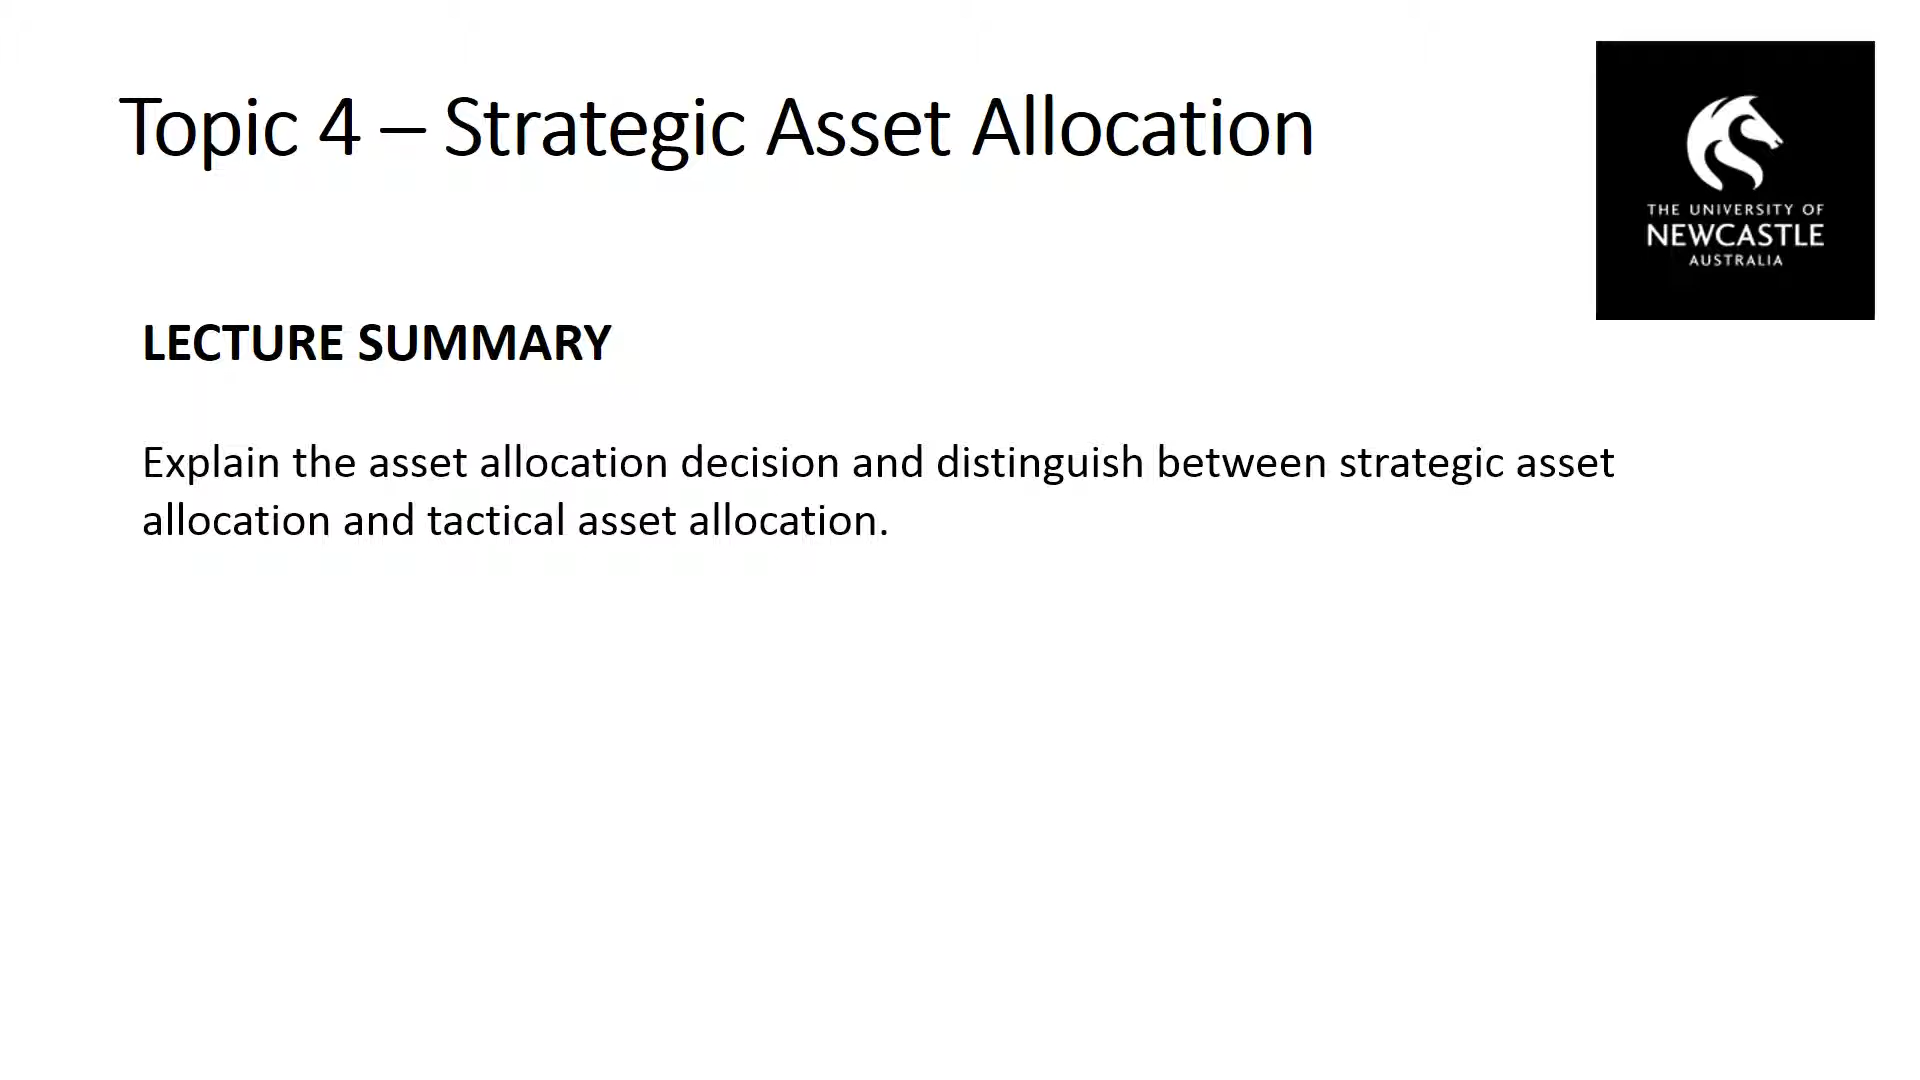 Topic 4 – Strategic Asset Allocation
THE UNIVERSITY OF
NEWCASTLE
AUSTRALIA
LECTURE SUMMARY
Explain the asset allocation decision and distinguish between strategic asset
allocation and tactical asset allocation.